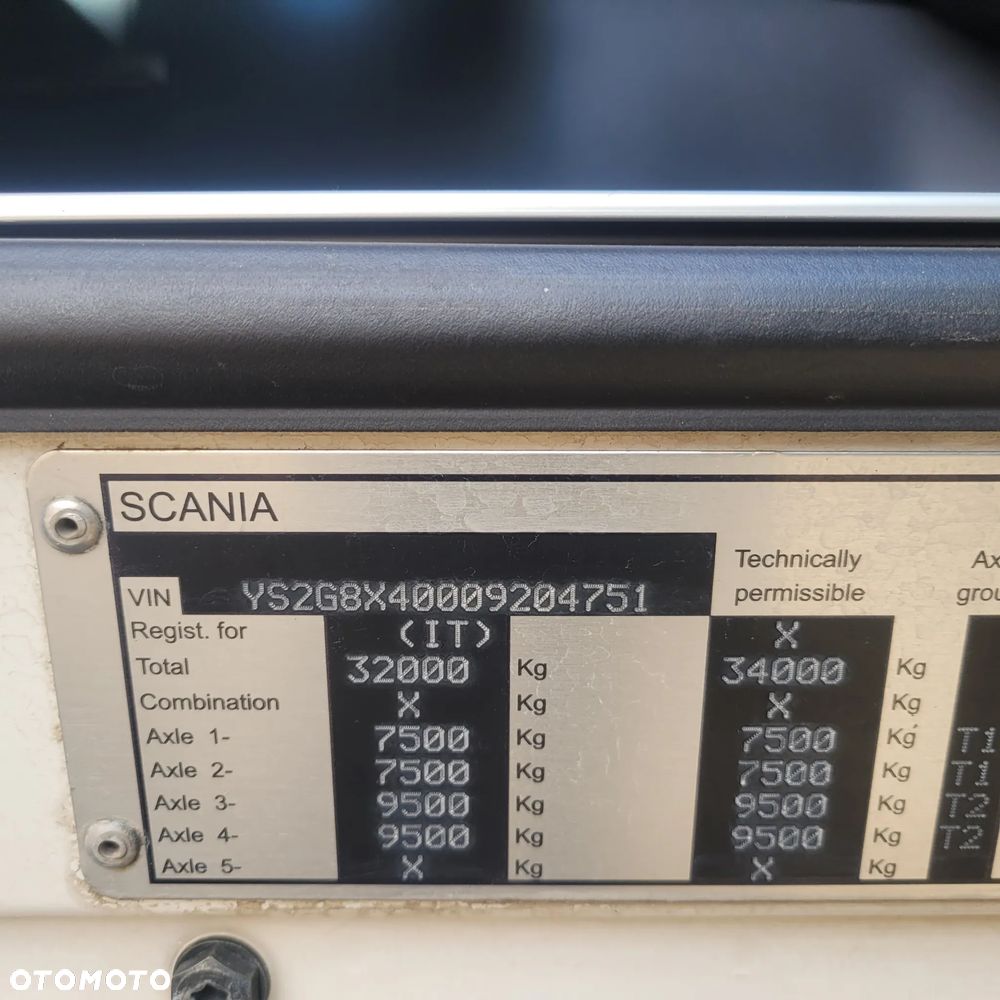 SCANIA
Technically permissible
VIN YS2G8X40009204751
Regist. for (IT) X
Total 32000 Kg 34000 Kg
Combination X Kg X Kg
Axle 1- 7500 Kg 7500 Kg
Axle 2- 7500 Kg 7500 Kg
Axle 3- 9500 Kg 9500 Kg T2
Axle 4- 9500 Kg 9500 Kg T2
Axle 5- X Kg X Kg
OTOMOTO